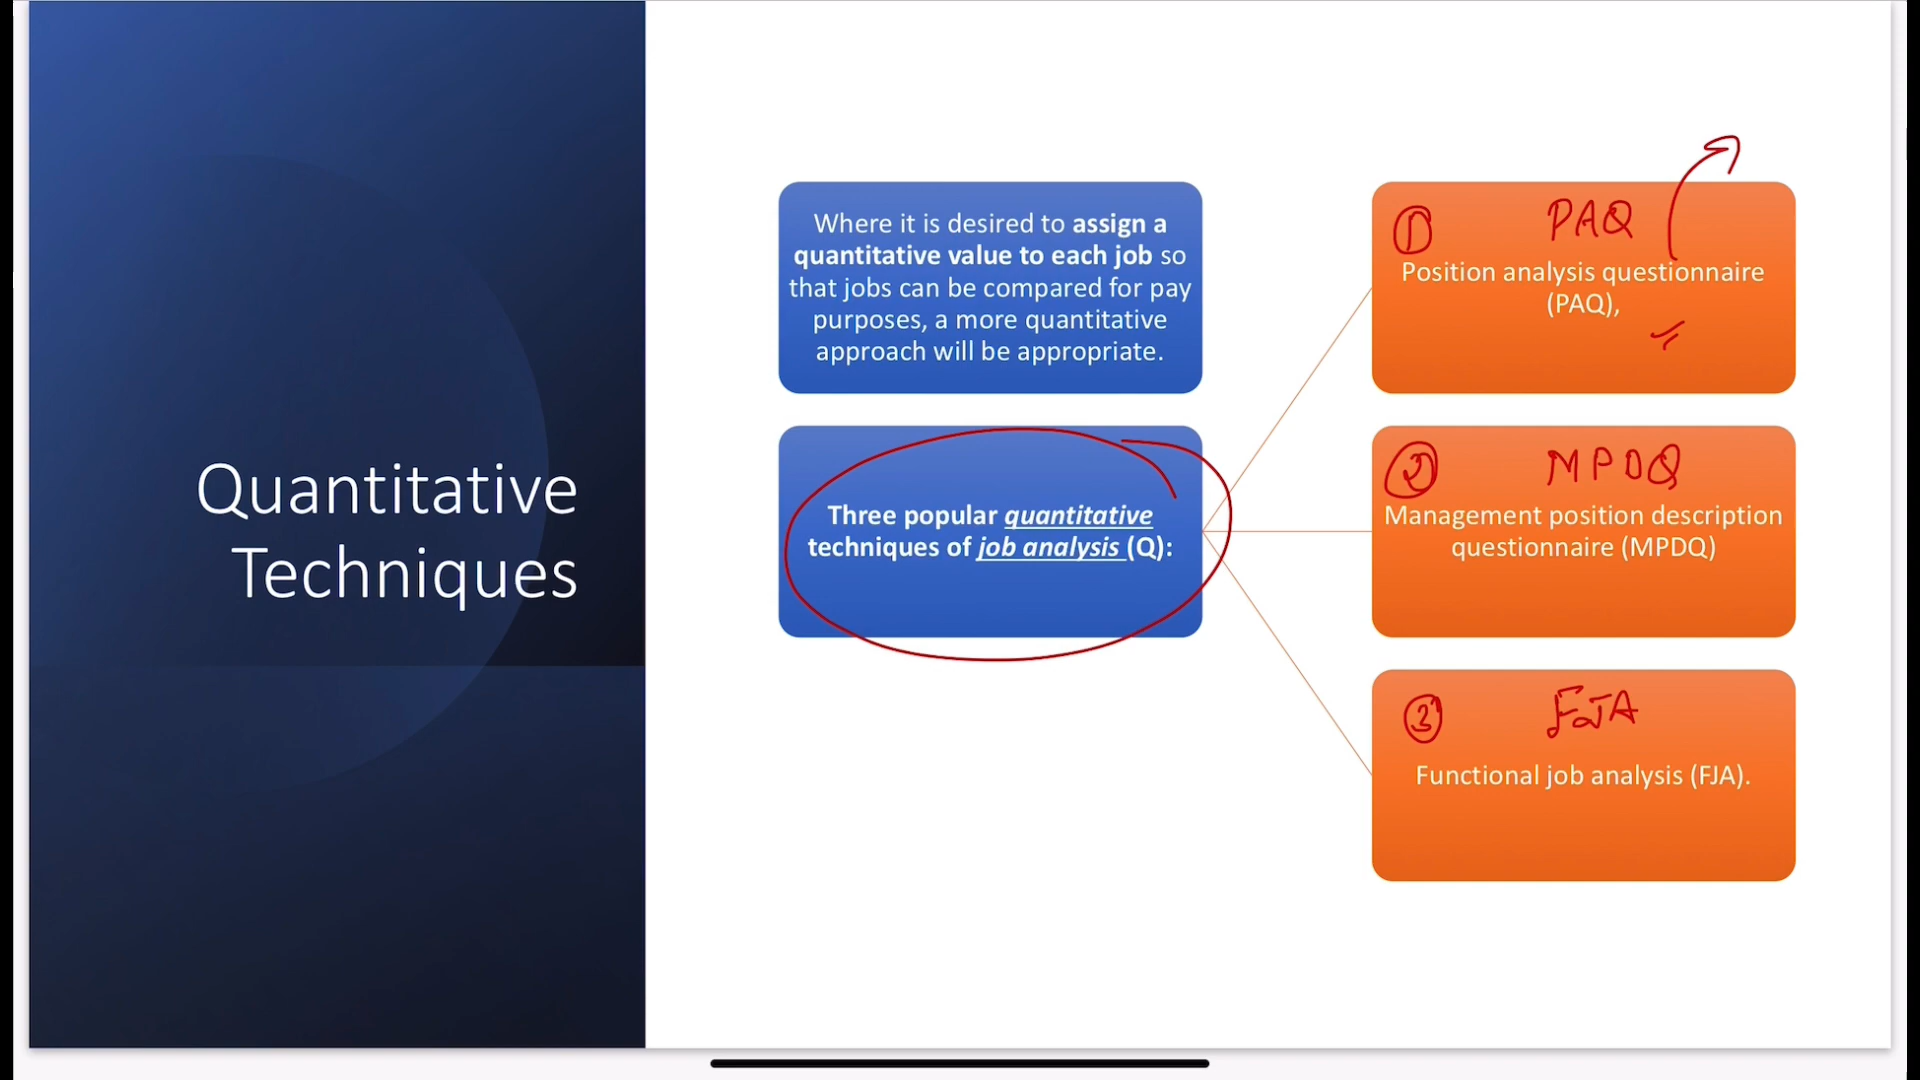 Quantitative
Techniques
Where it is desired to assign a
quantitative value to each job so
that jobs can be compared for pay
purposes, a more quantitative
approach will be appropriate.
Three popular quantitative
techniques of job analysis (Q):
1 PAQ
Position analysis questionnaire
(PAQ),
2 MPDQ
Management position description
questionnaire (MPDQ)
3 FJA
Functional job analysis (FJA).